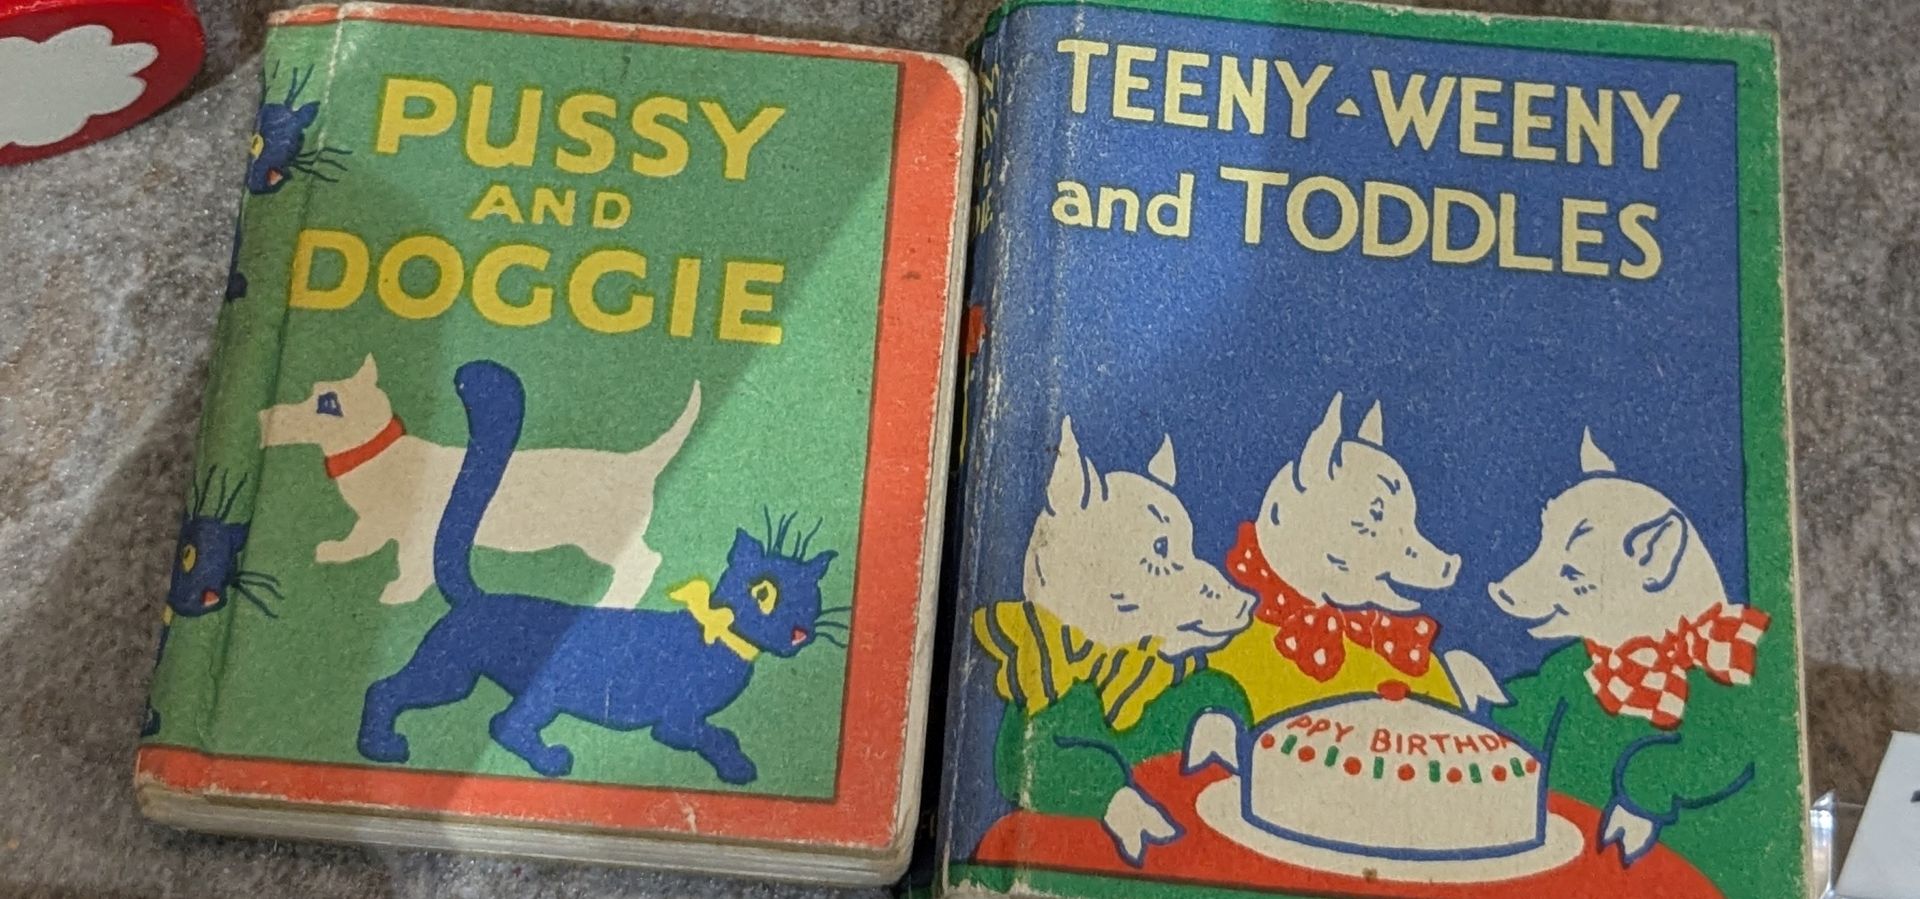 PUSSY
AND
DOGGIE
TEENY-WEENY
and TODDLES
PPY BIRTHD